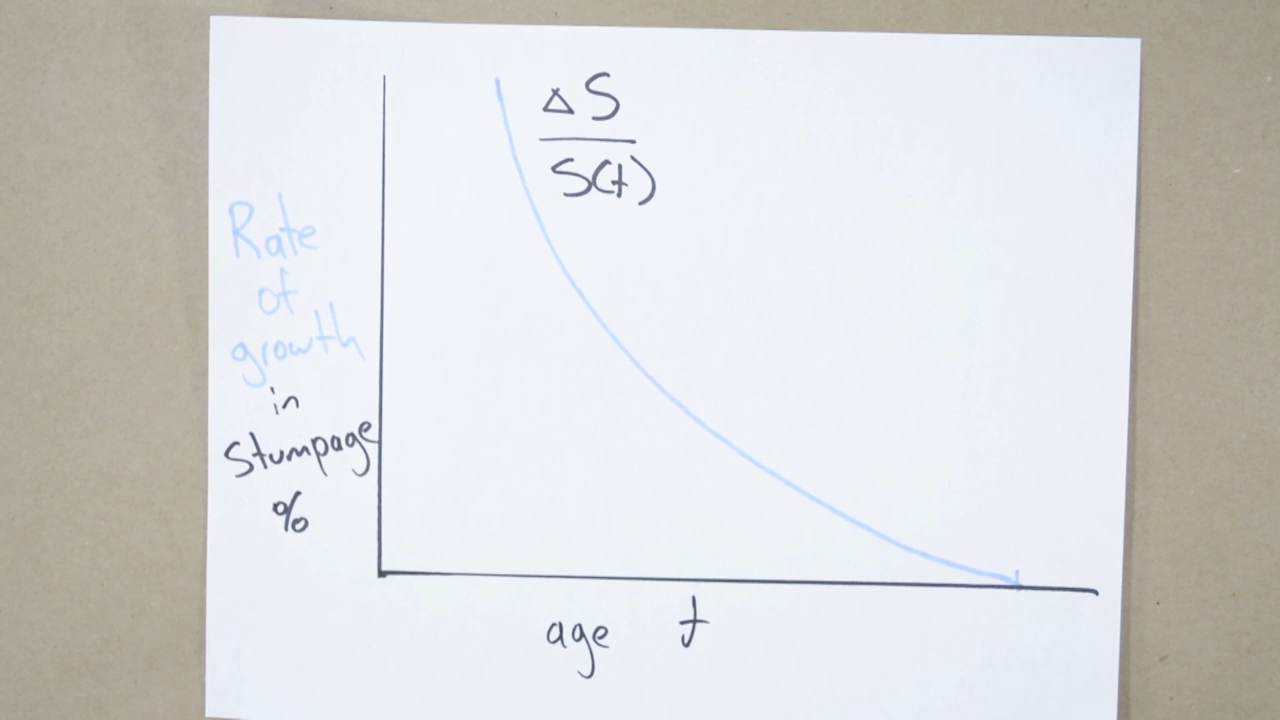 ΔS
S(t)
Rate
of
growth
in
Stumpage
%
age t